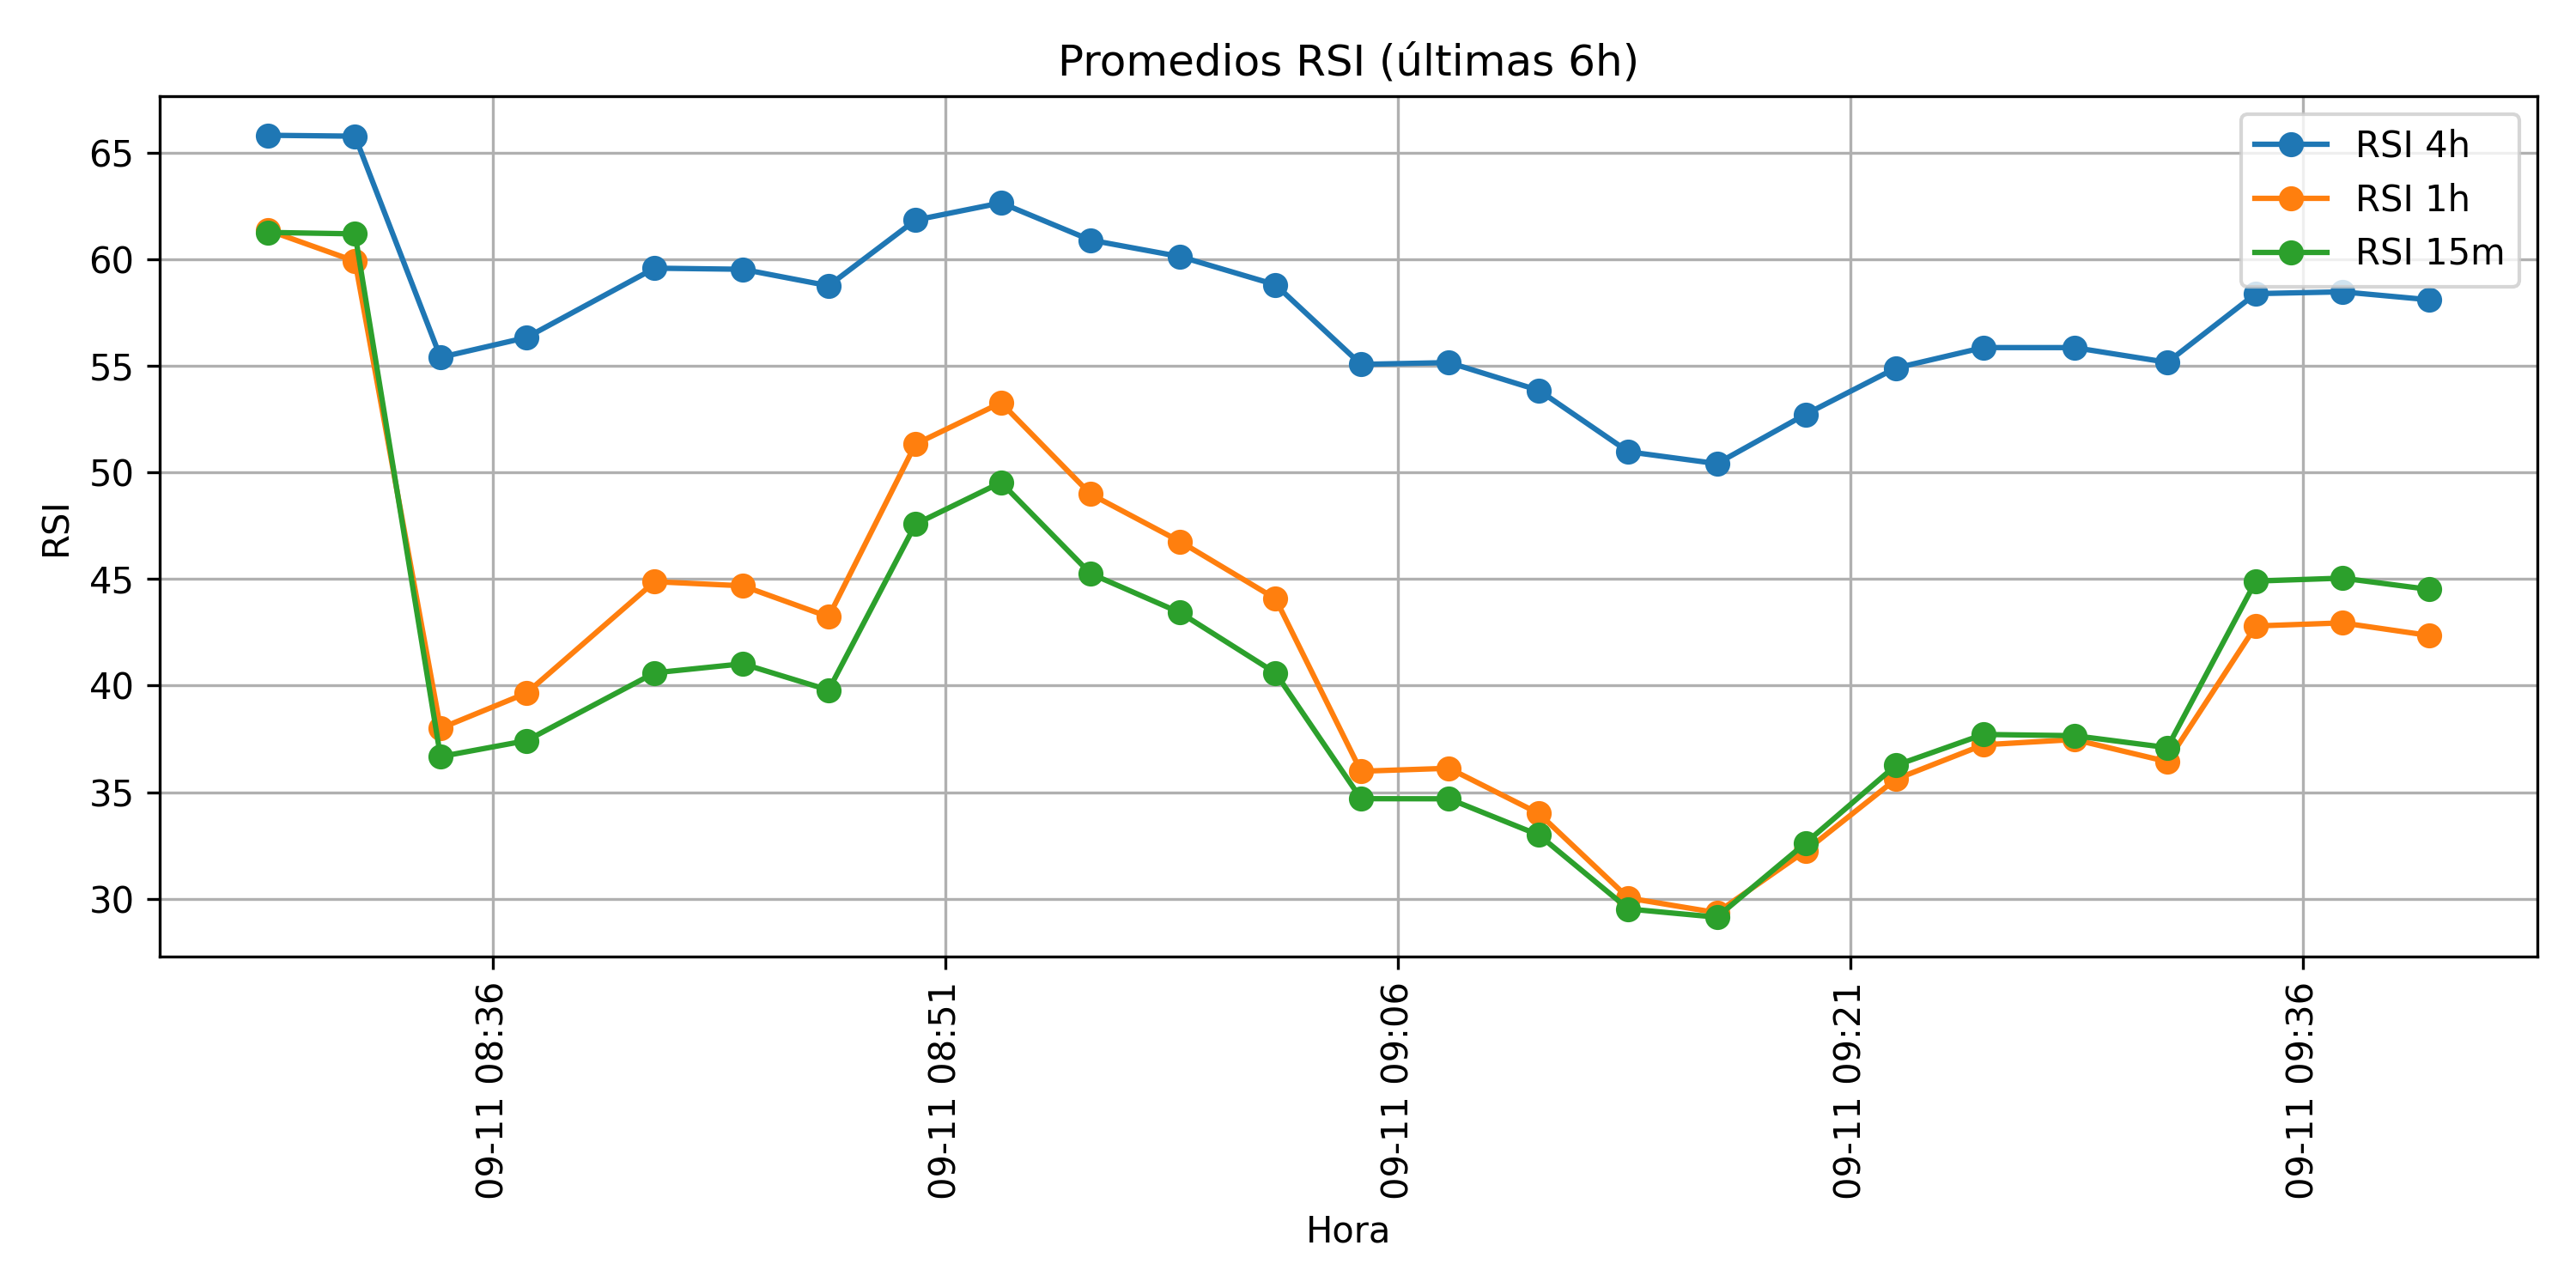 Promedios RSI (últimas 6h)
RSI 4h
RSI 1h
RSI 15m
RSI
65
60
55
50
45
40
35
30
09-11 08:36
09-11 08:51
09-11 09:06
09-11 09:21
09-11 09:36
Hora